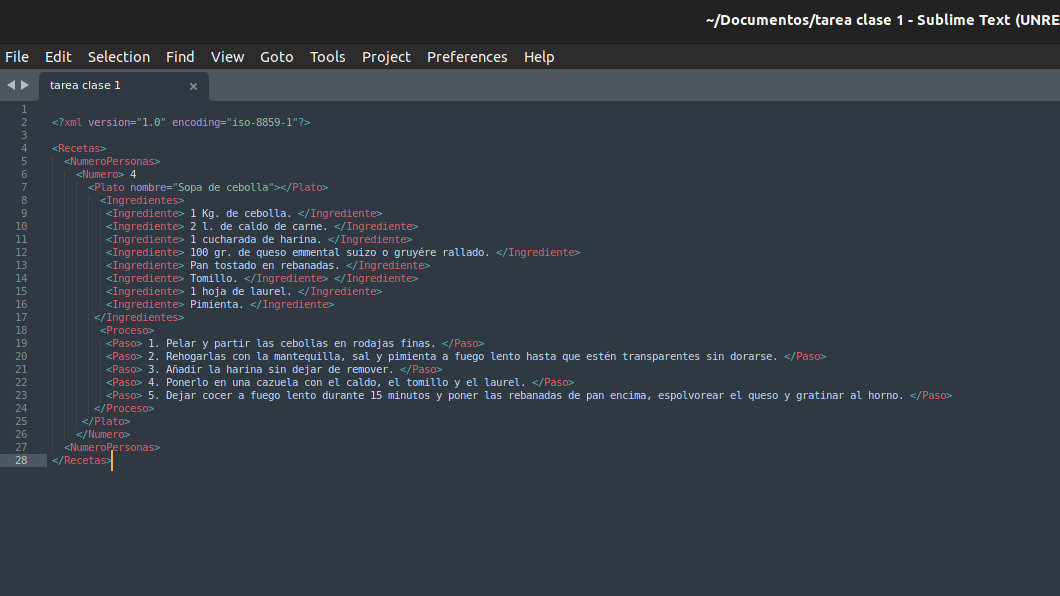 ~/Documentos/tarea clase 1 - Sublime Text (UNRE
File Edit Selection Find View Goto Tools Project Preferences Help
tarea clase 1 ×
1
2 <?xml version="1.0" encoding="iso-8859-1"?>
3
4 <Recetas>
5 <NumeroPersonas>
6 <Numero> 4
7 <Plato nombre="Sopa de cebolla"></Plato>
8 <Ingredientes>
9 <Ingrediente> 1 Kg. de cebolla. </Ingrediente>
10 <Ingrediente> 2 l. de caldo de carne. </Ingrediente>
11 <Ingrediente> 1 cucharada de harina. </Ingrediente>
12 <Ingrediente> 100 gr. de queso emmental suizo o gruyére rallado. </Ingrediente>
13 <Ingrediente> Pan tostado en rebanadas. </Ingrediente>
14 <Ingrediente> Tomillo. </Ingrediente> </Ingrediente>
15 <Ingrediente> 1 hoja de laurel. </Ingrediente>
16 <Ingrediente> Pimienta. </Ingrediente>
17 </Ingredientes>
18 <Proceso>
19 <Paso> 1. Pelar y partir las cebollas en rodajas finas. </Paso>
20 <Paso> 2. Rehogarlas con la mantequilla, sal y pimienta a fuego lento hasta que estén transparentes sin dorarse. </Paso>
21 <Paso> 3. Añadir la harina sin dejar de remover. </Paso>
22 <Paso> 4. Ponerlo en una cazuela con el caldo, el tomillo y el laurel. </Paso>
23 <Paso> 5. Dejar cocer a fuego lento durante 15 minutos y poner las rebanadas de pan encima, espolvorear el queso y gratinar al horno. </Paso>
24 </Proceso>
25 </Plato>
26 </Numero>
27 <NumeroPersonas>
28 </Recetas>